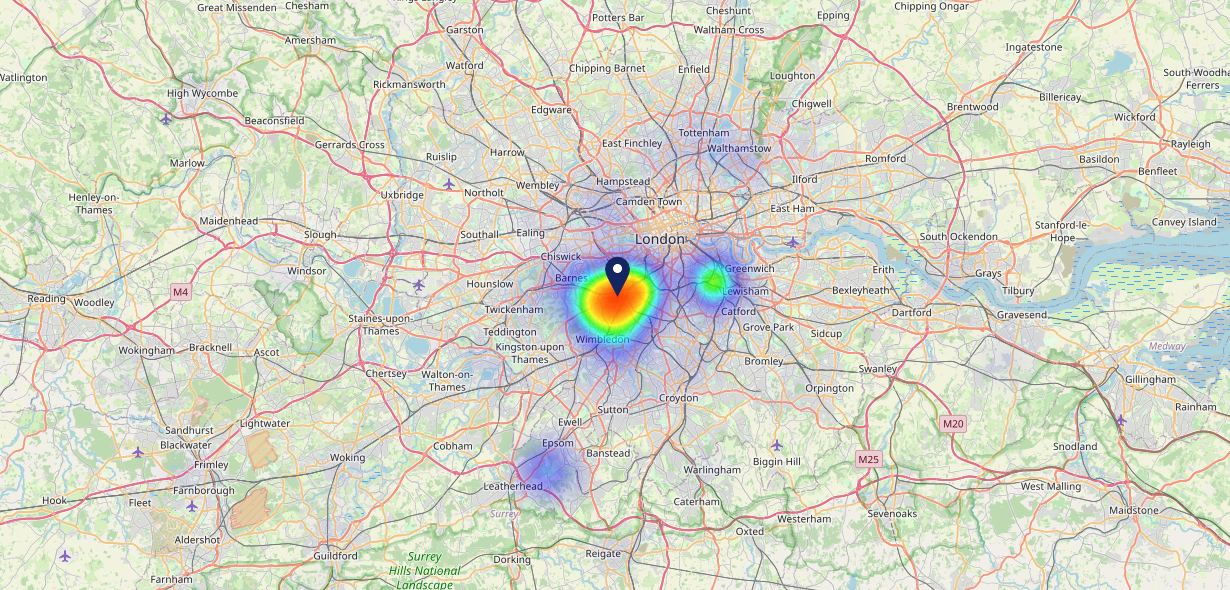 Great Missenden
Chesham
Potters Bar
Cheshunt
Epping
Chipping Ongar
Garston
Waltham Cross
Amersham
Ingatestone
Watford
Chipping Barnet
Enfield
Loughton
Watlington
Rickmansworth
South Woodha
Ferrers
High Wycombe
Billericay
Chigwell
Brentwood
Edgware
Wickford
Beaconsfield
Tottenham
Gerrards Cross
East Finchley
Walthamstow
Rayleigh
Harrow
Ruislip
Romford
Basildon
Marlow
Benfleet
Hampstead
Ilford
Wembley
Northolt
Uxbridge
Henley-on-
Thames
Camden Town
East Ham
Maidenhead
Canvey Island
Stanford-le-
Hope
Slough
Southall
Ealing
London
South Ockendon
Chiswick
Windsor
Greenwich
Erith
Grays
Barnes
Hounslow
M4
Lewisham
Bexleyheath
Tilbury
Reading
Woodley
Twickenham
Catford
Dartford
Gravesend
Staines-upon-
Thames
Teddington
Grove Park
Sidcup
Wimbledon
Kingston upon
Thames
Medway
Wokingham
Bracknell
Ascot
Bromley
Swanley
Chertsey
Walton-on-
Thames
Gillingham
Orpington
Croydon
Rainham
Sutton
Lightwater
Ewell
M20
Sandhurst
Blackwater
Cobham
Epsom
Banstead
Snodland
Woking
M25
Frimley
Biggin Hill
Warlingham
Leatherhead
Farnborough
West Malling
Hook
Fleet
Caterham
Maidstone
Surrey
Sevenoaks
Westerham
Oxted
Aldershot
Guildford
Reigate
Dorking
Surrey
Hills National
Landscape
Farnham